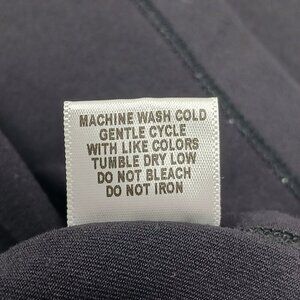 MACHINE WASH COLD
GENTLE CYCLE
WITH LIKE COLORS
TUMBLE DRY LOW
DO NOT BLEACH
DO NOT IRON